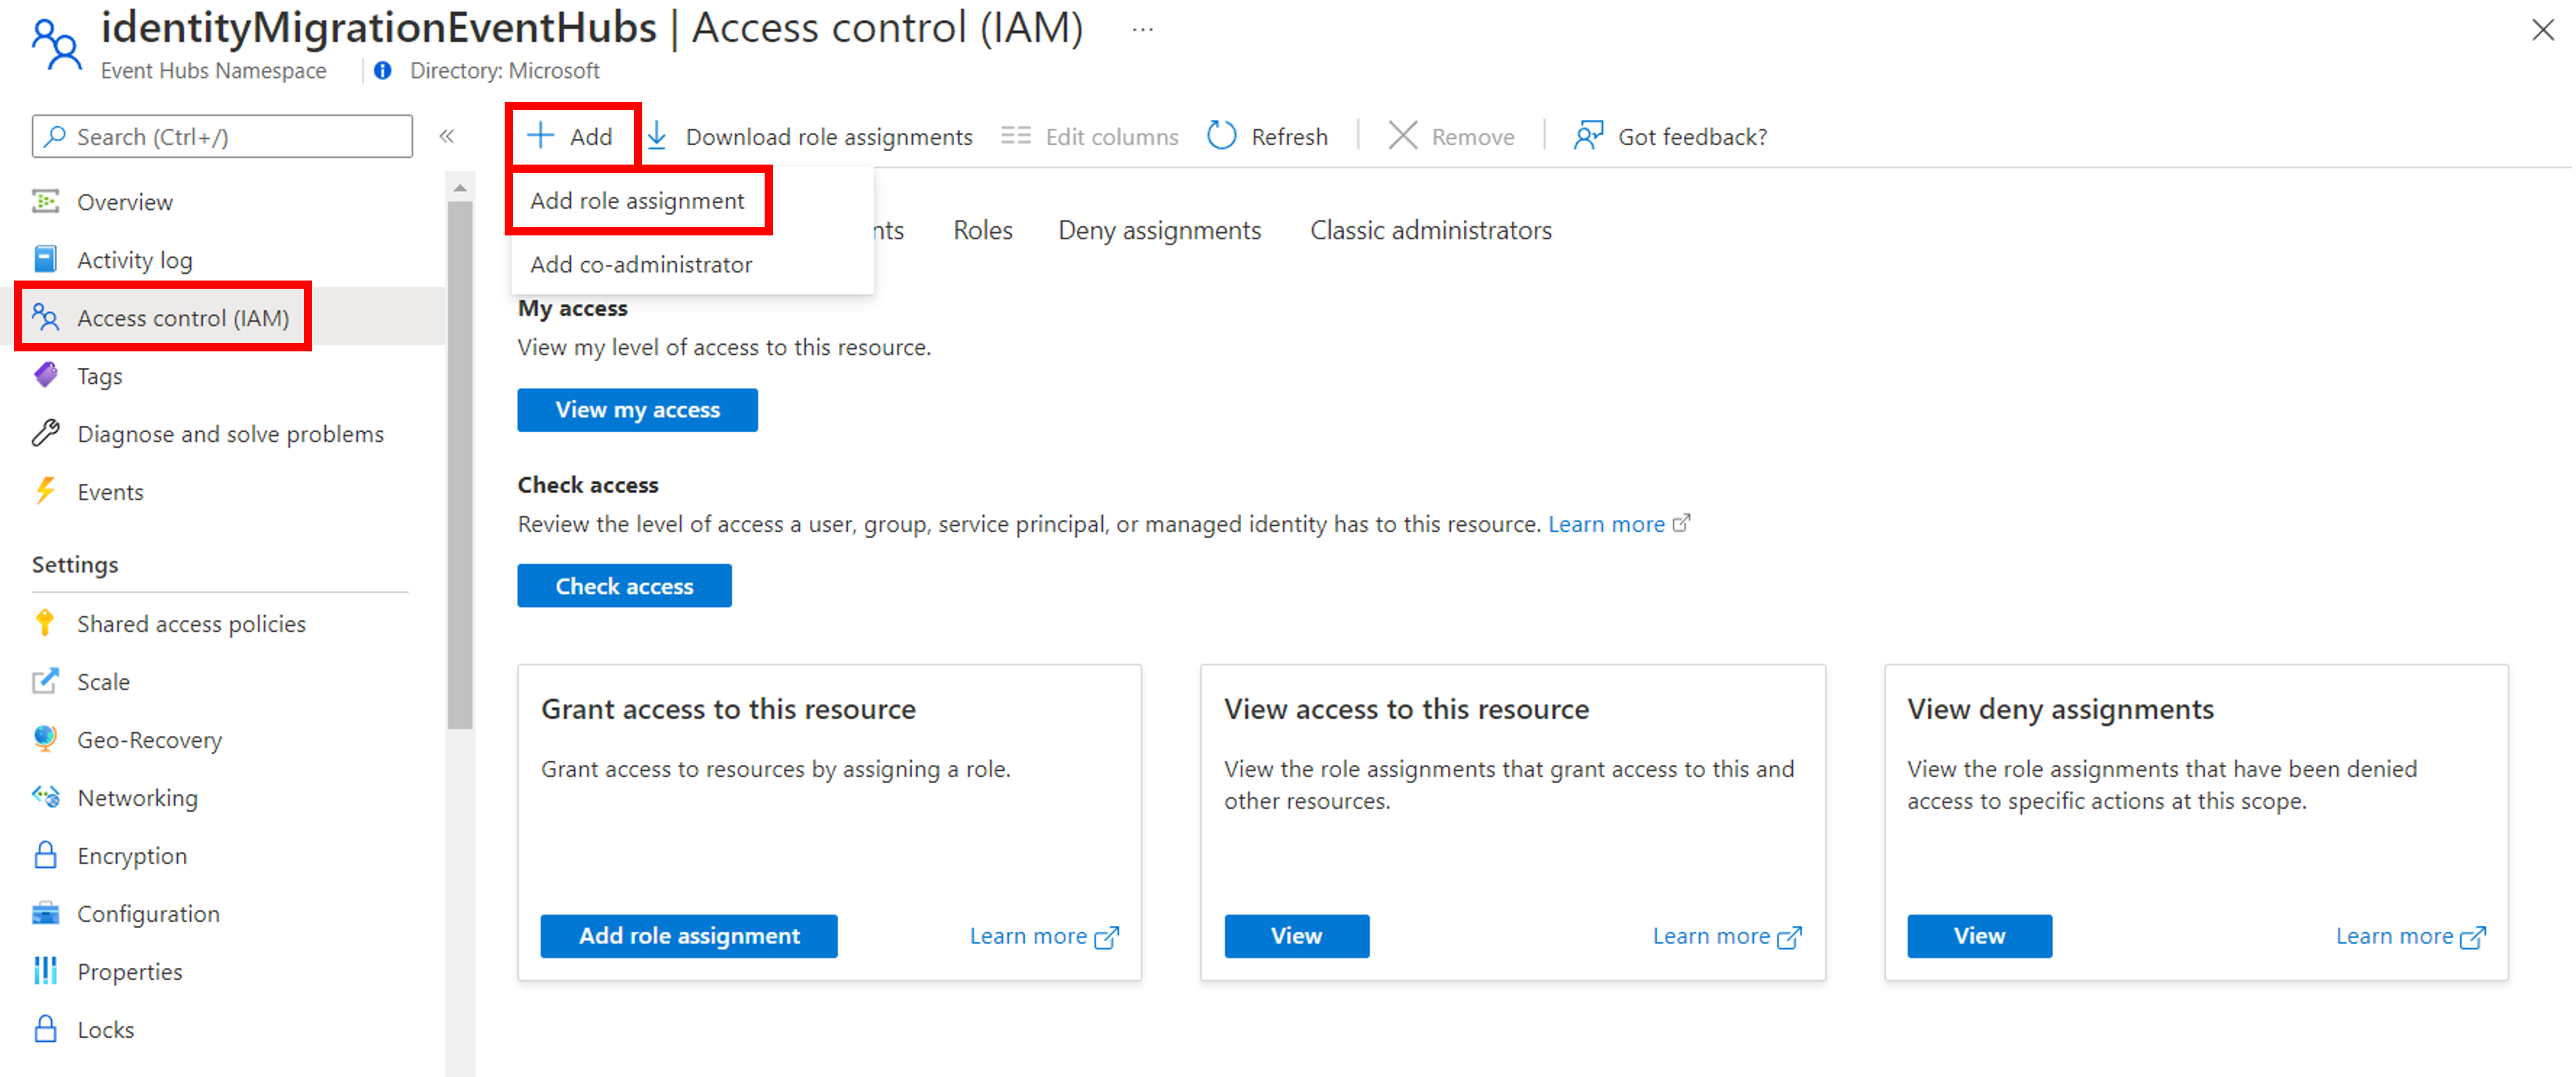 identityMigrationEventHubs | Access control (IAM) ...
Event Hubs Namespace
Directory: Microsoft
Search (Ctrl+/)
«
Overview
Activity log
Access control (IAM)
Tags
Diagnose and solve problems
Events
Settings
Shared access policies
Scale
Geo-Recovery
Networking
Encryption
Configuration
Properties
Locks
Add
Download role assignments
Edit columns
Refresh
Remove
Got feedback?
Add role assignment
Add co-administrator
nts
Roles
Deny assignments
Classic administrators
My access
View my level of access to this resource.
View my access
Check access
Review the level of access a user, group, service principal, or managed identity has to this resource. Learn more
Check access
Grant access to this resource
Grant access to resources by assigning a role.
Add role assignment
Learn more
View access to this resource
View the role assignments that grant access to this and
other resources.
View
Learn more
View deny assignments
View the role assignments that have been denied
access to specific actions at this scope.
View
Learn more